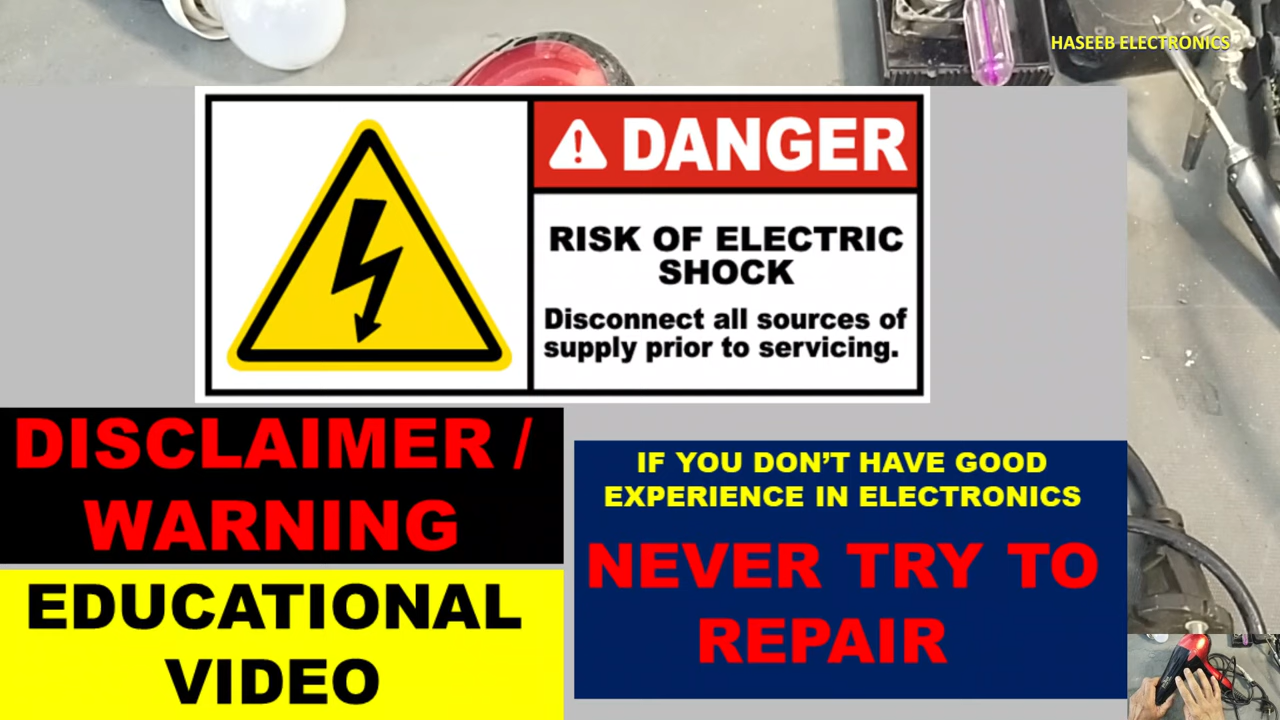 HASEEB ELECTRONICS
DANGER
RISK OF ELECTRIC
SHOCK
Disconnect all sources of
supply prior to servicing.
DISCLAIMER /
WARNING
EDUCATIONAL
VIDEO
IF YOU DON’T HAVE GOOD
EXPERIENCE IN ELECTRONICS
NEVER TRY TO
REPAIR